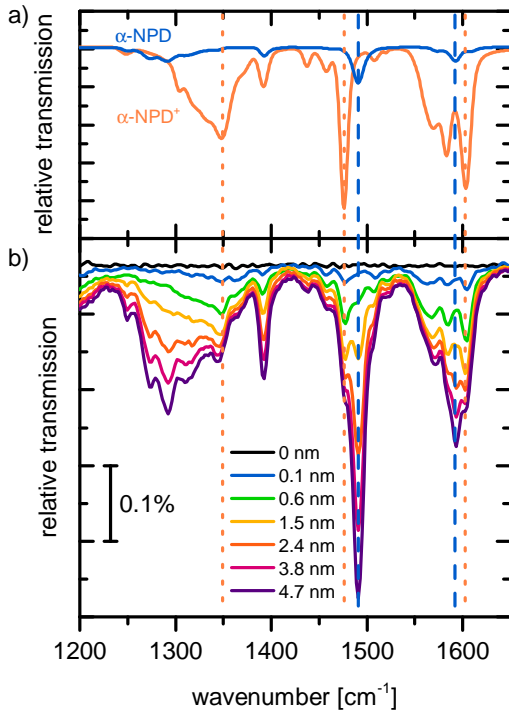 a)
α-NPD
α-NPD⁺
relative transmission
b)
relative transmission
0.1%
0 nm
0.1 nm
0.6 nm
1.5 nm
2.4 nm
3.8 nm
4.7 nm
1200 1300 1400 1500 1600
wavenumber [cm⁻¹]